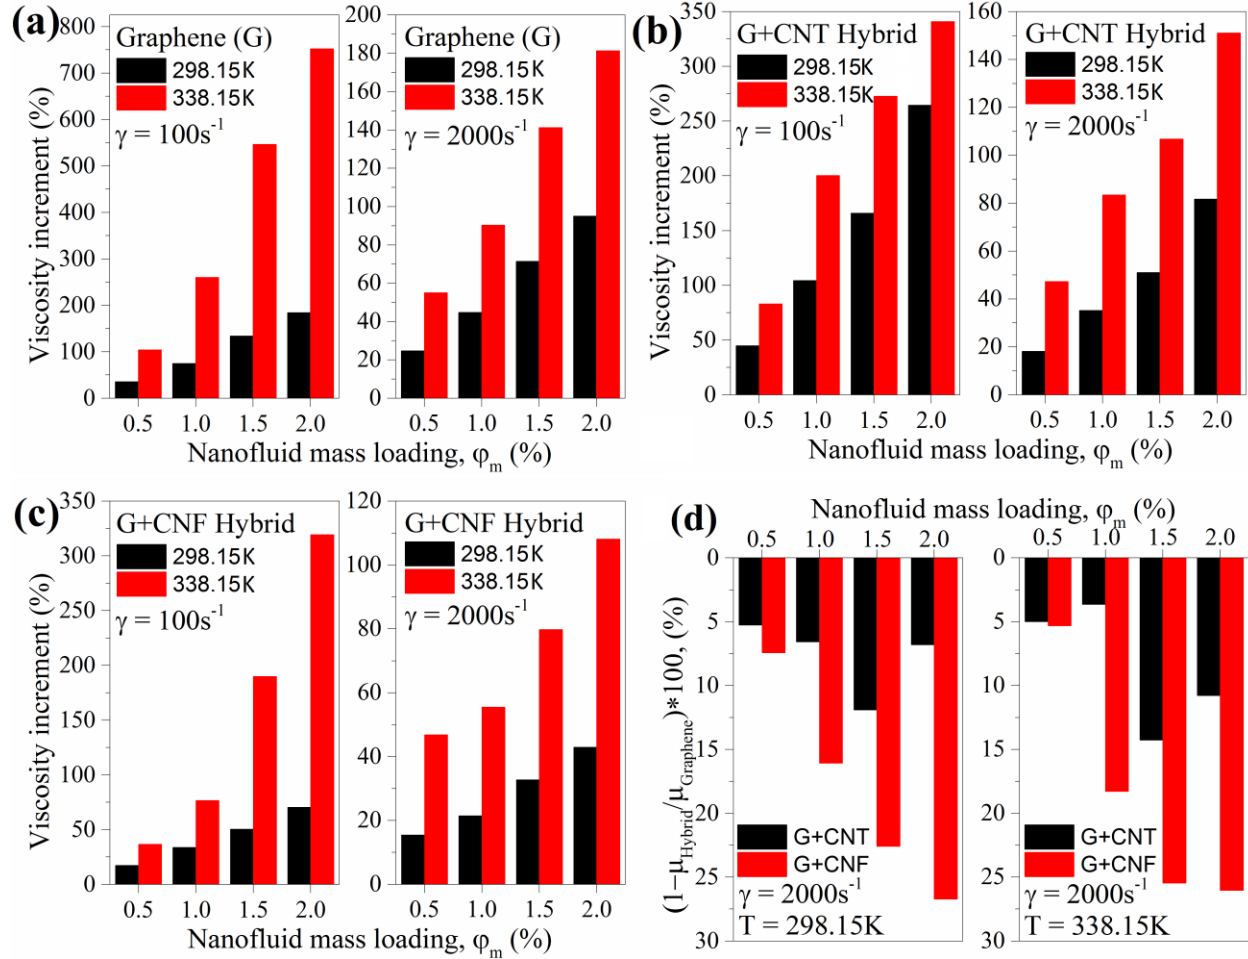 (a)
Viscosity increment (%)
800
700
600
500
400
300
200
100
0
Graphene (G)
298.15K
338.15K
γ = 100s⁻¹
0.5 1.0 1.5 2.0
200
180
160
140
120
100
80
60
40
20
0
Graphene (G)
298.15K
338.15K
γ = 2000s⁻¹
0.5 1.0 1.5 2.0
Nanofluid mass loading, φm (%)
(b)
Viscosity increment (%)
350
300
250
200
150
100
50
0
G+CNT Hybrid
298.15K
338.15K
γ = 100s⁻¹
0.5 1.0 1.5 2.0
160
140
120
100
80
60
40
20
0
G+CNT Hybrid
298.15K
338.15K
γ = 2000s⁻¹
0.5 1.0 1.5 2.0
Nanofluid mass loading, φm (%)
(c)
Viscosity increment (%)
350
300
250
200
150
100
50
0
G+CNF Hybrid
298.15K
338.15K
γ = 100s⁻¹
0.5 1.0 1.5 2.0
120
100
80
60
40
20
0
G+CNF Hybrid
298.15K
338.15K
γ = 2000s⁻¹
0.5 1.0 1.5 2.0
Nanofluid mass loading, φm (%)
(d)
Nanofluid mass loading, φm (%)
(1−μHybrid/μGraphene)*100, (%)
0.5 1.0 1.5 2.0
0
5
10
15
20
25
30
G+CNT
G+CNF
γ = 2000s⁻¹
T = 298.15K
0.5 1.0 1.5 2.0
0
5
10
15
20
25
30
G+CNT
G+CNF
γ = 2000s⁻¹
T = 338.15K